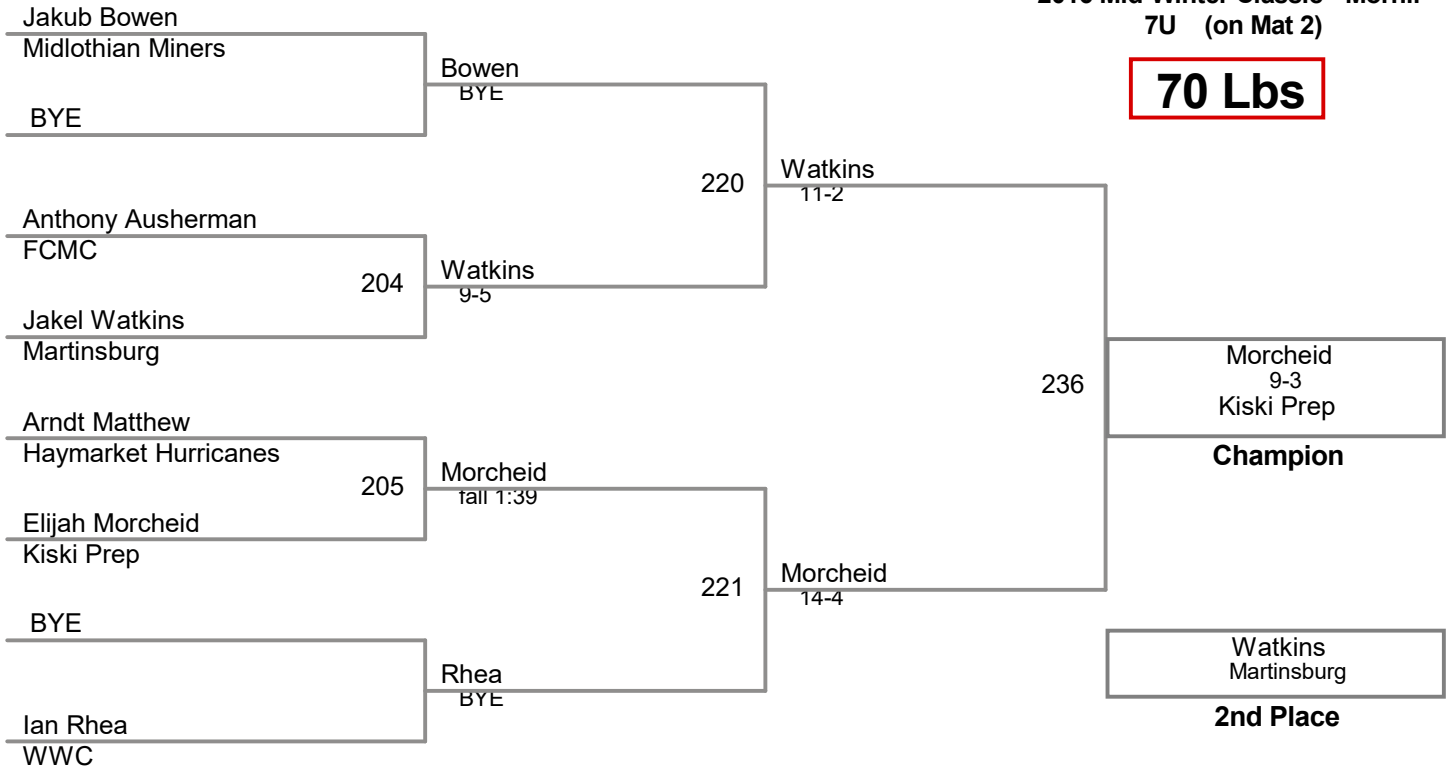 Mid Winter Classic
7U (on Mat 2)
70 Lbs
Jakub Bowen
Midlothian Miners
BYE
Bowen
BYE
Anthony Ausherman
FCMC
204
Jakel Watkins
Martinsburg
Watkins
9-5
220
Watkins
11-2
Arndt Matthew
Haymarket Hurricanes
205
Elijah Morcheid
Kiski Prep
Morcheid
fall 1:39
BYE
Ian Rhea
WWC
Rhea
BYE
221
Morcheid
14-4
236
Morcheid
9-3
Kiski Prep
Champion
Watkins
Martinsburg
2nd Place